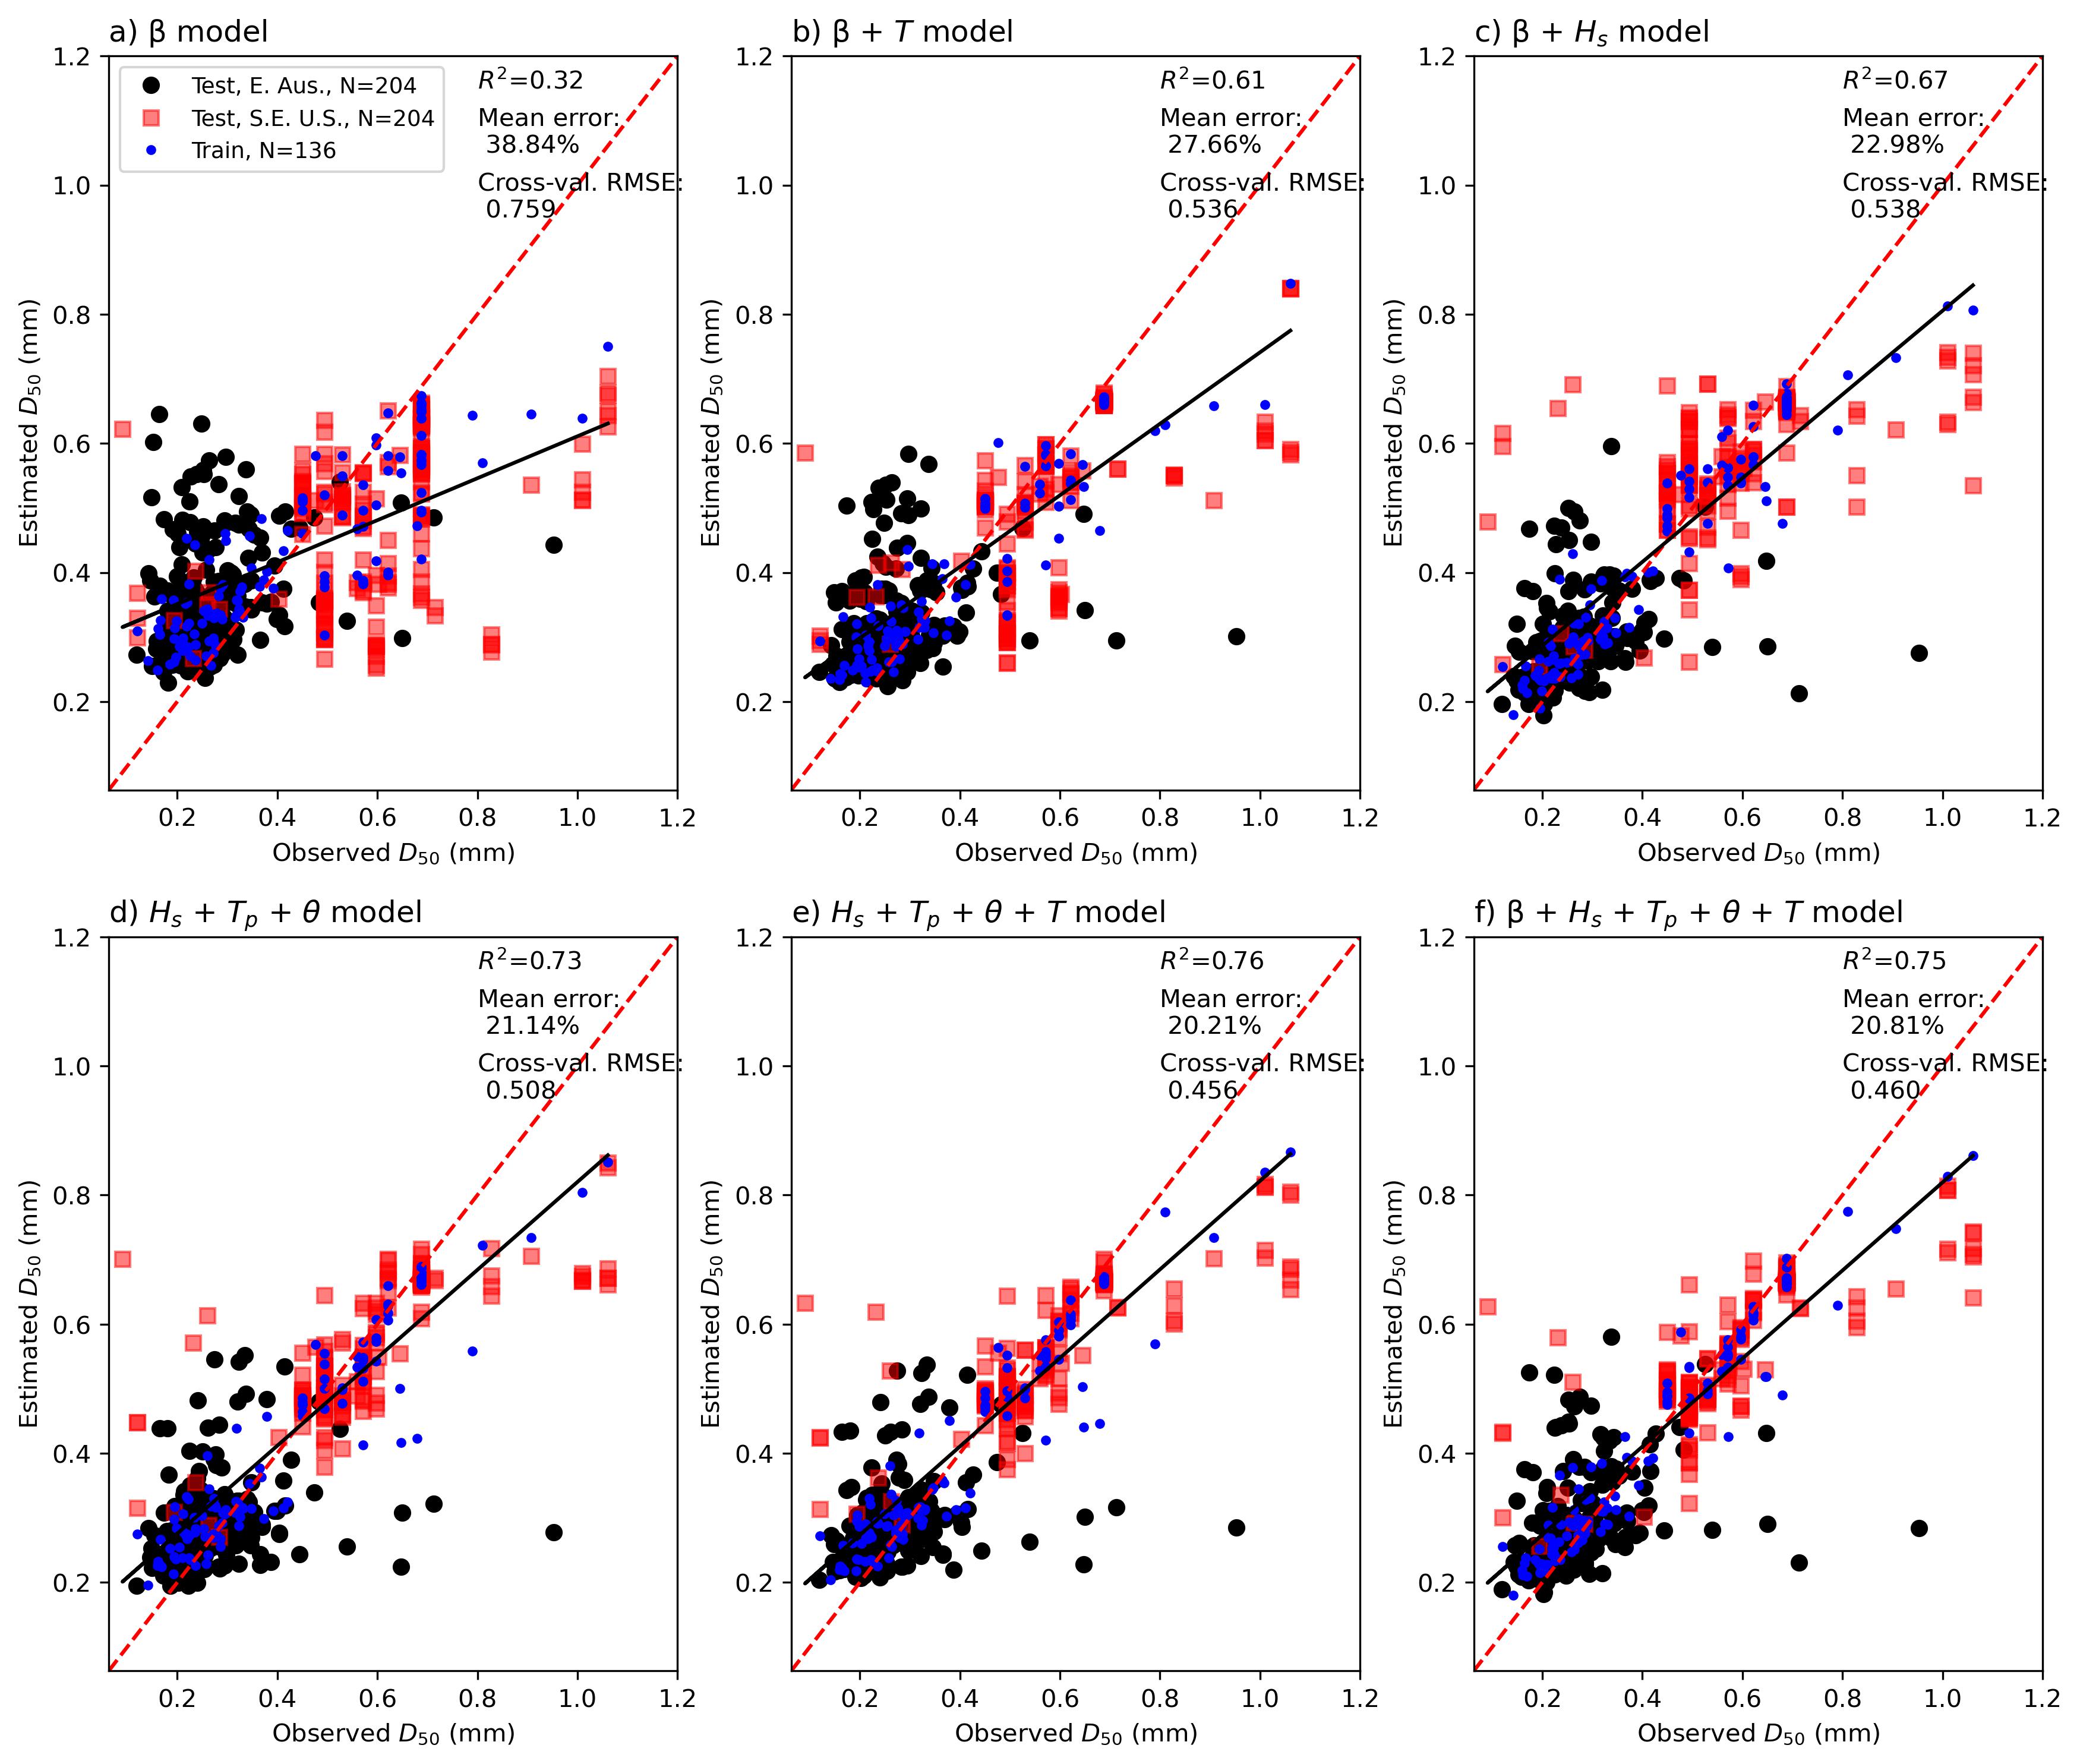 a) β model
1.2
1.0
0.8
0.6
0.4
0.2
Estimated D50 (mm)
Test, E. Aus., N=204
Test, S.E. U.S., N=204
Train, N=136
R²=0.32
Mean error:
38.84%
Cross-val. RMSE:
0.759
0.2 0.4 0.6 0.8 1.0 1.2
Observed D50 (mm)
b) β + T model
1.2
1.0
0.8
0.6
0.4
0.2
Estimated D50 (mm)
R²=0.61
Mean error:
27.66%
Cross-val. RMSE:
0.536
0.2 0.4 0.6 0.8 1.0 1.2
Observed D50 (mm)
c) β + Hs model
1.2
1.0
0.8
0.6
0.4
0.2
Estimated D50 (mm)
R²=0.67
Mean error:
22.98%
Cross-val. RMSE:
0.538
0.2 0.4 0.6 0.8 1.0 1.2
Observed D50 (mm)
d) Hs + Tp + θ model
1.2
1.0
0.8
0.6
0.4
0.2
Estimated D50 (mm)
R²=0.73
Mean error:
21.14%
Cross-val. RMSE:
0.508
0.2 0.4 0.6 0.8 1.0 1.2
Observed D50 (mm)
e) Hs + Tp + θ + T model
1.2
1.0
0.8
0.6
0.4
0.2
Estimated D50 (mm)
R²=0.76
Mean error:
20.21%
Cross-val. RMSE:
0.456
0.2 0.4 0.6 0.8 1.0 1.2
Observed D50 (mm)
f) β + Hs + Tp + θ + T model
1.2
1.0
0.8
0.6
0.4
0.2
Estimated D50 (mm)
R²=0.75
Mean error:
20.81%
Cross-val. RMSE:
0.460
0.2 0.4 0.6 0.8 1.0 1.2
Observed D50 (mm)